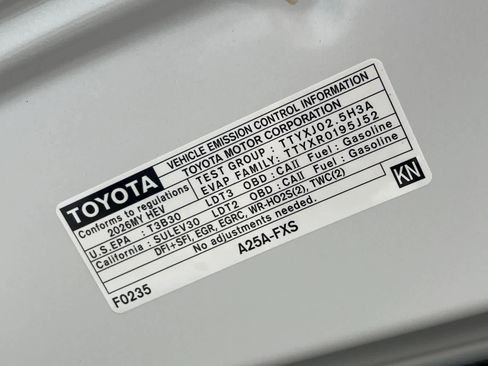 TOYOTA
VEHICLE EMISSION CONTROL INFORMATION
TOYOTA MOTOR CORPORATION
Conforms to regulations
2026MY HEV
TEST GROUP : TTYXJ02.5H3A
EVAP FAMILY: TTYXR0195J52
U.S.EPA : T3B30 LDT3 OBD:CAII Fuel: Gasoline
California : SULEV30 LDT2 OBD:CAII Fuel: Gasoline
DFI+SFI, EGR, EGRC, WR-HO2S(2), TWC(2)
No adjustments needed.
KN
A25A-FXS
F0235